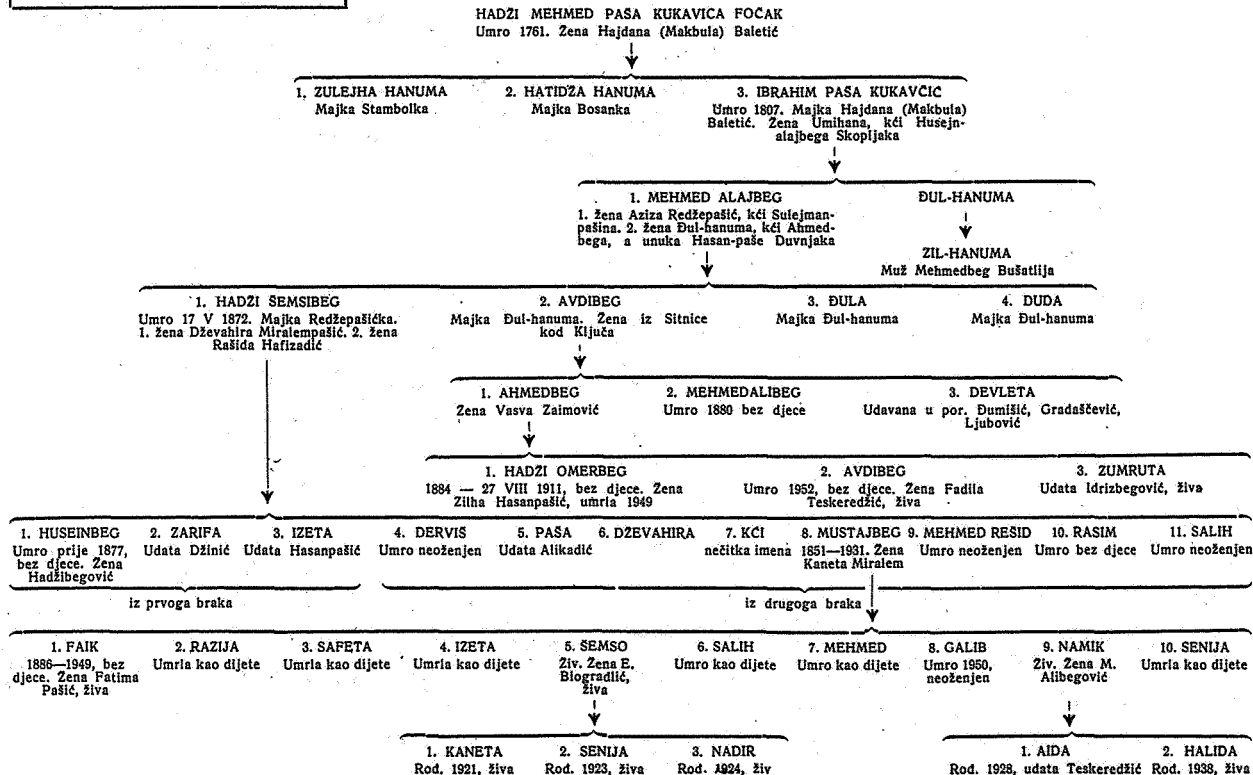 HADŽI MEHMED PAŠA KUKAVICA FOČAK
Umro 1761. Žena Hajdana (Makbula) Baletić
1. ZULEJHA HANUMA
Majka Stambolka
2. HATIDŽA HANUMA
Majka Bosanka
3. IBRAHIM PAŠA KUKAVČIĆ
Umro 1807. Majka Hajdana (Makbula)
Baletić. Žena Umihana, kći Husejn-
alajbega Skopljaka
1. MEHMED ALAJBEG
1. žena Aziza Redžepašić, kći Sulejman-
pašina. 2. žena Đul-hanuma, kći Ahmed-
bega, a unuka Hasan-paše Duvnjaka
ĐUL-HANUMA
ZIL-HANUMA
Muž Mehmedbeg Bušatlija
1. HADŽI ŠEMSIBEG
Umro 17 V 1872. Majka Redžepašićka.
1. žena Dževahira Miralempašić. 2. žena
Rašida Hafizadić
2. AVDIBEG
Majka Đul-hanuma. Žena iz Sitnice
kod Ključa
3. ĐULA
Majka Đul-hanuma
4. DUDA
Majka Đul-hanuma
1. AHMEDBEG
Žena Vasva Zaimović
2. MEHMEDALIBEG
Umro 1880 bez djece
3. DEVLETA
Udavana u por. Đumišić, Gradaščević,
Ljubović
1. HADŽI OMERBEG
1884 — 27 VIII 1911, bez djece. Žena
Zilha Hasanpašić, umrla 1949
2. AVDIBEG
Umro 1952, bez djece. Žena Fadila
Teskeredžić, živa
3. ZUMRUTA
Udata Idrizbegović, živa
1. HUSEINBEG
Umro prije 1877,
bez djece. Žena
Hadžibegović
2. ZARIFA
Udata Džinić
3. IZETA
Udata Hasanpašić
4. DERVIŠ
Umro neoženjen
5. PAŠA
Udata Alikadić
6. DŽEVAHIRA
7. KĆI
nečitka imena
8. MUSTAJBEG
1851—1931. Žena
Kaneta Miralem
9. MEHMED REŠID
Umro neoženjen
10. RASIM
Umro bez djece
11. SALIH
Umro neoženjen
iz prvoga braka
iz drugoga braka
1. FAIK
1886—1949, bez
djece. Žena Fatima
Pašić, živa
2. RAZIJA
Umrla kao dijete
3. SAFETA
Umrla kao dijete
4. IZETA
Umrla kao dijete
5. ŠEMSO
Živ. Žena E.
Biogradlić,
živa
6. SALIH
Umro kao dijete
7. MEHMED
Umro kao dijete
8. GALIB
Umro 1950,
neoženjen
9. NAMIK
Živ. Žena M.
Alibegović
10. SENIJA
Umrla kao dijete
1. KANETA
Rođ. 1921, živa
2. SENIJA
Rođ. 1923, živa
3. NADIR
Rođ. 1924, živ
1. AIDA
Rođ. 1928, udata Teskeredžić
2. HALIDA
Rođ. 1938, živa